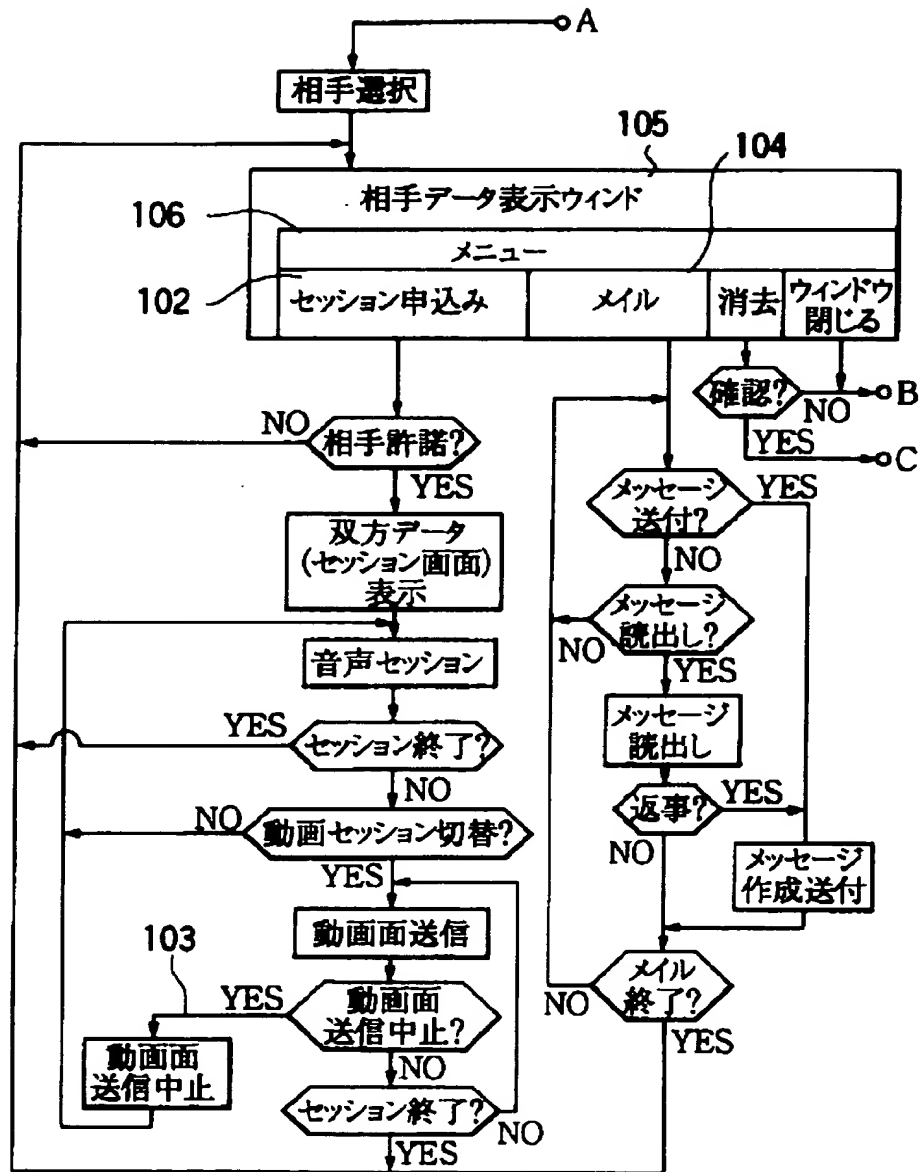 A
相手選択
105
104
相手データ表示ウィンド
106
メニュー
102
セッション申込み
メイル
消去
ウィンドウ
閉じる
確認?
NO
B
YES
C
NO
相手許諾?
YES
メッセージ
送付?
YES
NO
双方データ
(セッション画面)
表示
メッセージ
読出し?
NO
YES
音声セッション
メッセージ
読出し
YES
セッション終了?
NO
返事?
YES
NO
NO
動画セッション切替?
YES
メッセージ
作成送付
動画面送信
103
YES
動画面
送信中止?
NO
メイル
終了?
NO
YES
動画面
送信中止
セッション終了?
NO
YES